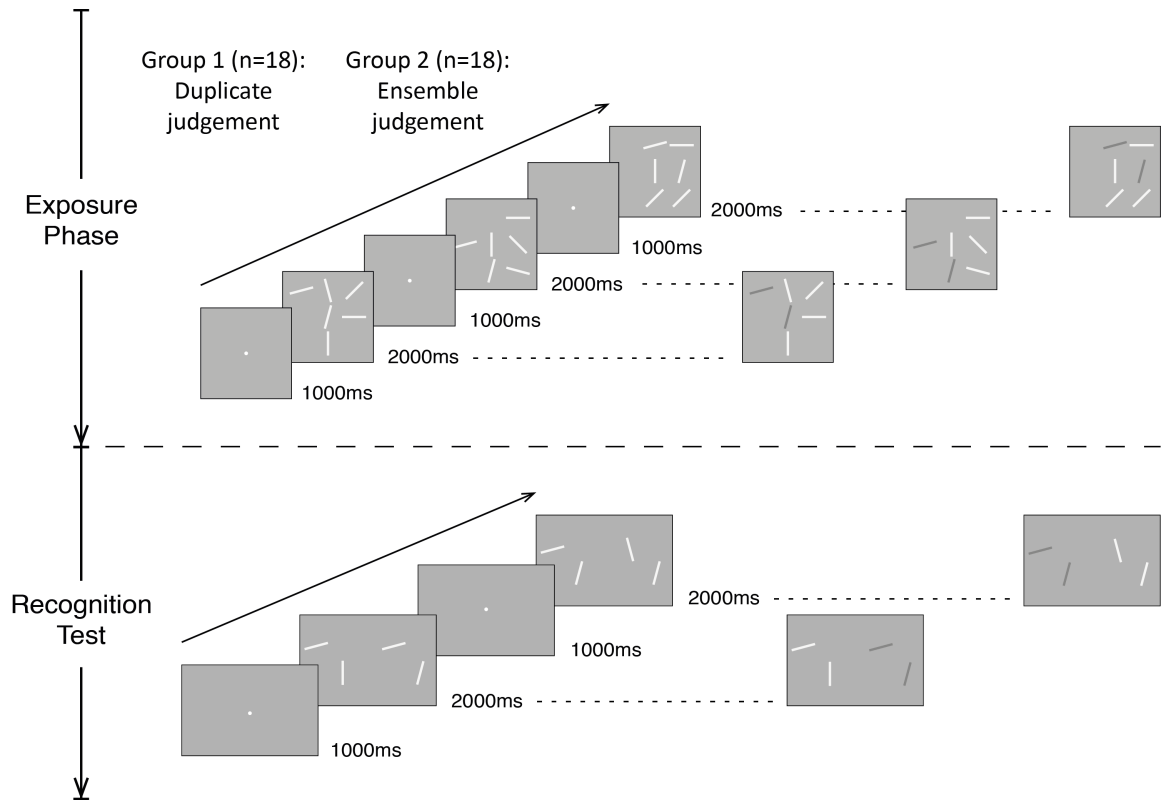 Group 1 (n=18):
Duplicate
judgement
Group 2 (n=18):
Ensemble
judgement
Exposure
Phase
2000ms
1000ms
2000ms
1000ms
2000ms
1000ms
Recognition
Test
2000ms
1000ms
2000ms
1000ms